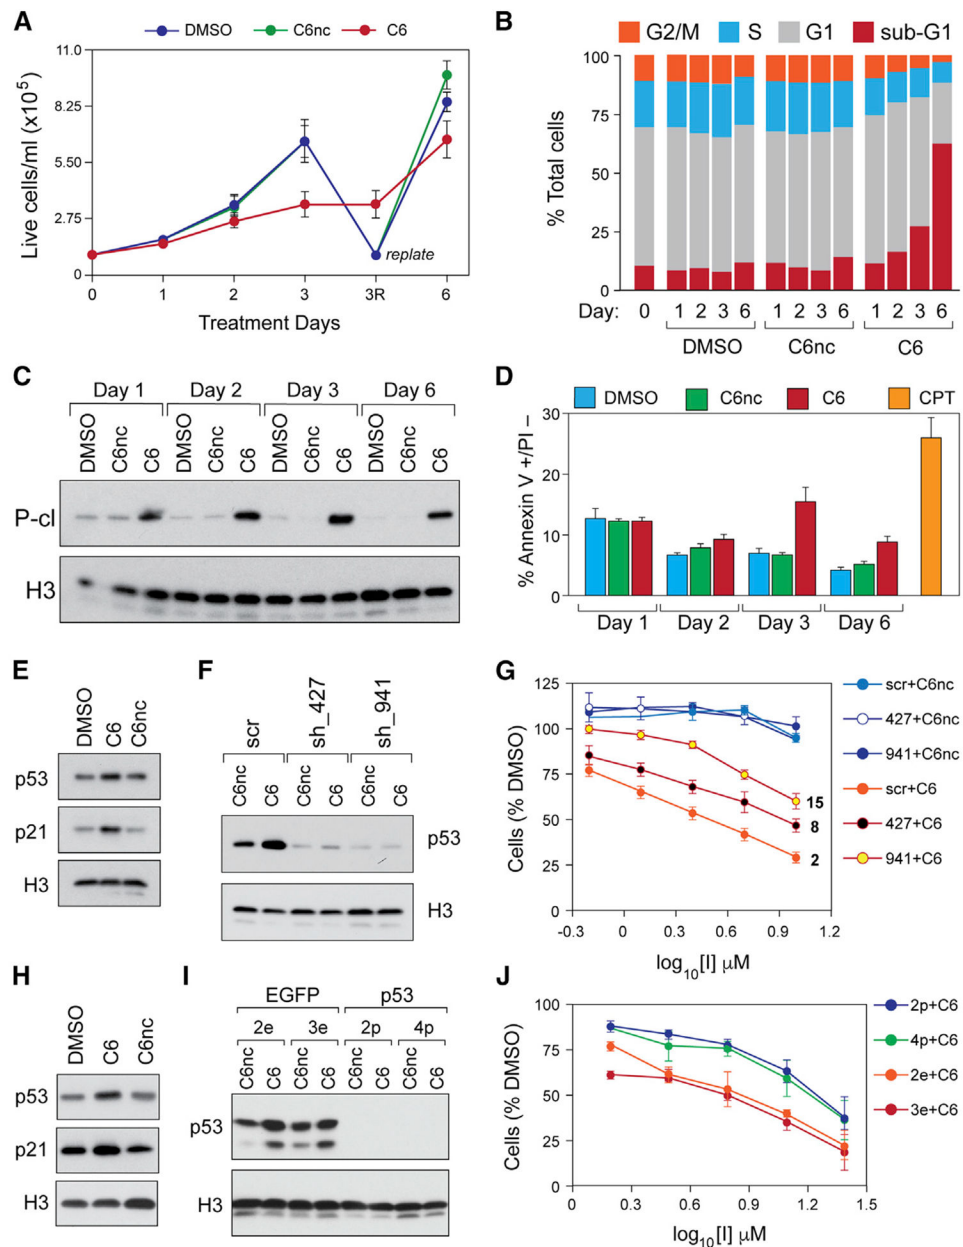 A
DMSO C6nc C6
Live cells/ml (x10⁵)
11.0
8.25
5.50
2.75
0
replate
0 1 2 3 3R 6
Treatment Days
B
G2/M S G1 sub-G1
% Total cells
100
75
50
25
0
Day: 0 1 2 3 6 1 2 3 6 1 2 3 6
DMSO C6nc C6
C
Day 1 Day 2 Day 3 Day 6
DMSO C6nc C6 DMSO C6nc C6 DMSO C6nc C6 DMSO C6nc C6
P-cl
H3
D
DMSO C6nc C6 CPT
% Annexin V +/PI –
30
20
10
0
Day 1 Day 2 Day 3 Day 6
E
DMSO C6 C6nc
p53
p21
H3
F
scr sh_427 sh_941
C6nc C6 C6nc C6 C6nc C6
p53
H3
G
Cells (% DMSO)
125
100
75
50
25
0
15
8
2
-0.3 0 0.3 0.6 0.9 1.2
log₁₀[I] μM
scr+C6nc
427+C6nc
941+C6nc
scr+C6
427+C6
941+C6
H
DMSO C6 C6nc
p53
p21
H3
I
EGFP p53
2e 3e 2p 4p
C6nc C6 C6nc C6 C6nc C6 C6nc C6
p53
H3
J
Cells (% DMSO)
100
75
50
25
0
0 0.3 0.6 0.9 1.2 1.5
log₁₀[I] μM
2p+C6
4p+C6
2e+C6
3e+C6